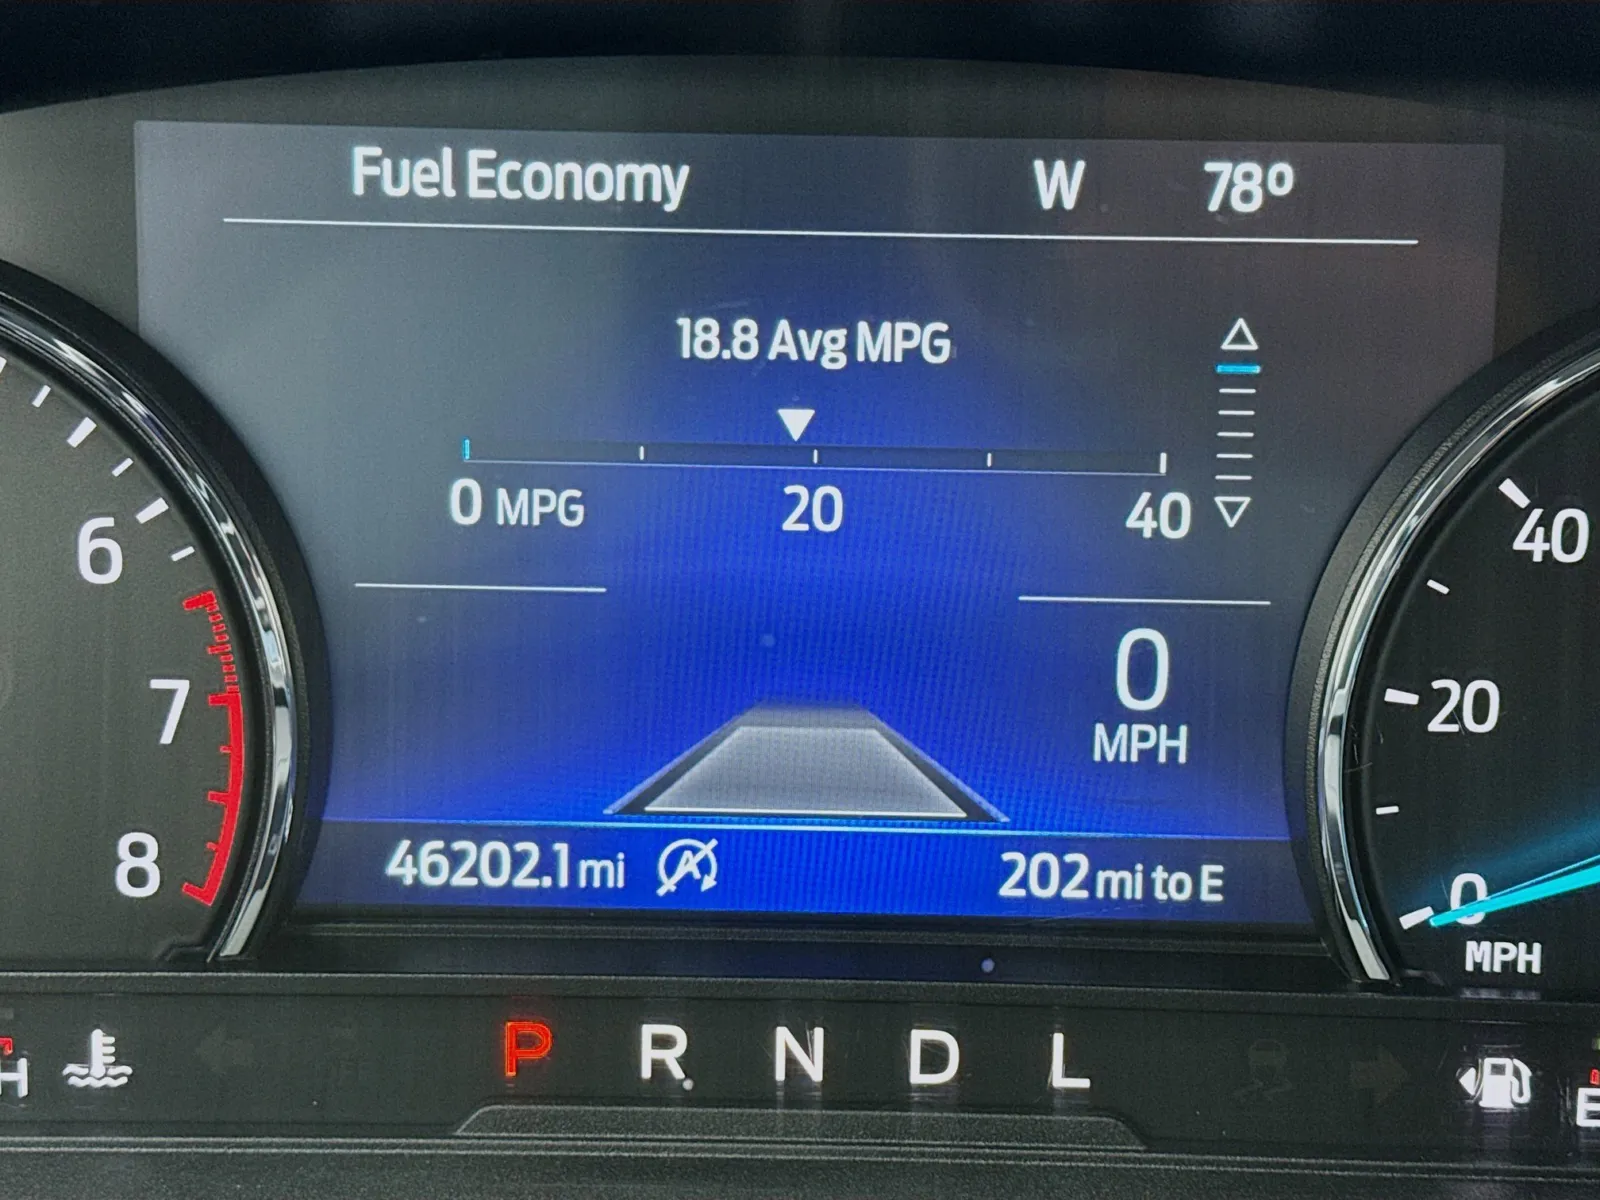 Fuel Economy W 78°
18.8 Avg MPG
0 MPG 20 40
0
MPH
46202.1 mi A 202 mi to E
6
7
8
40
20
0
MPH
H P R N D L E